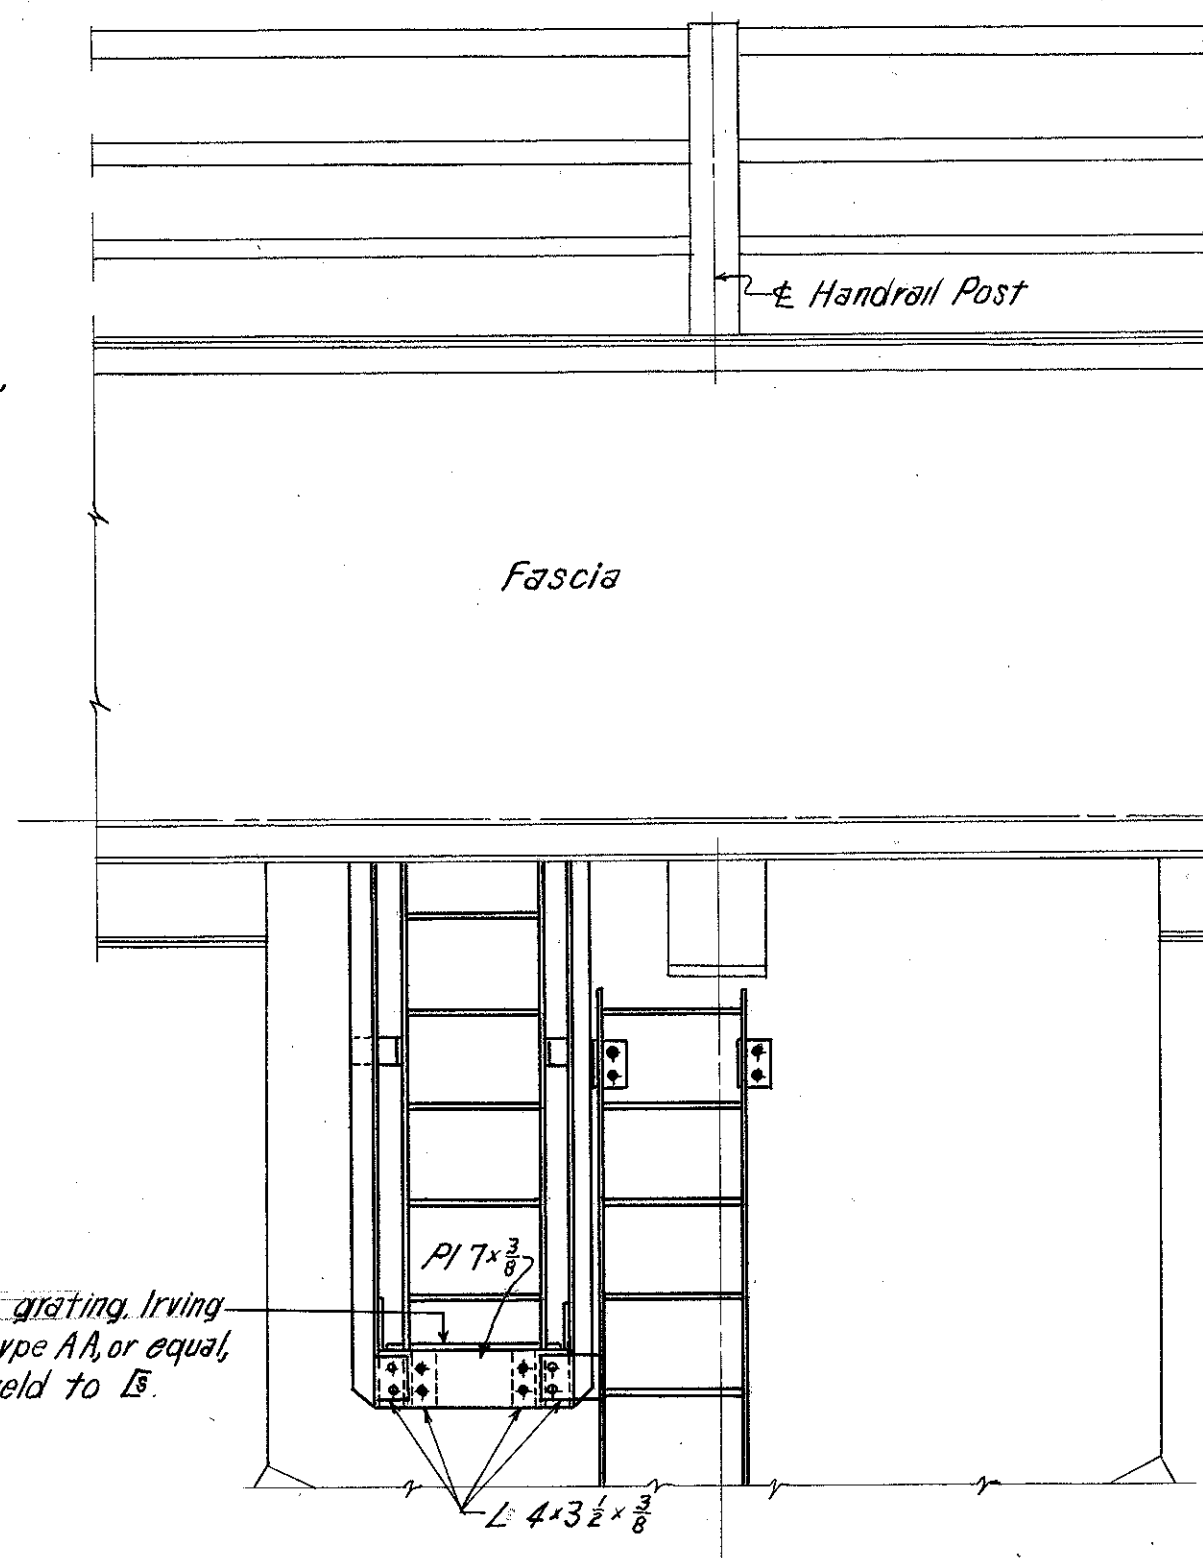 ℄ Handrail Post
Fascia
Pl 7 x 3/8
grating, Irving
ype AA, or equal,
eld to Ls.
L 4 x 3 1/2 x 3/8